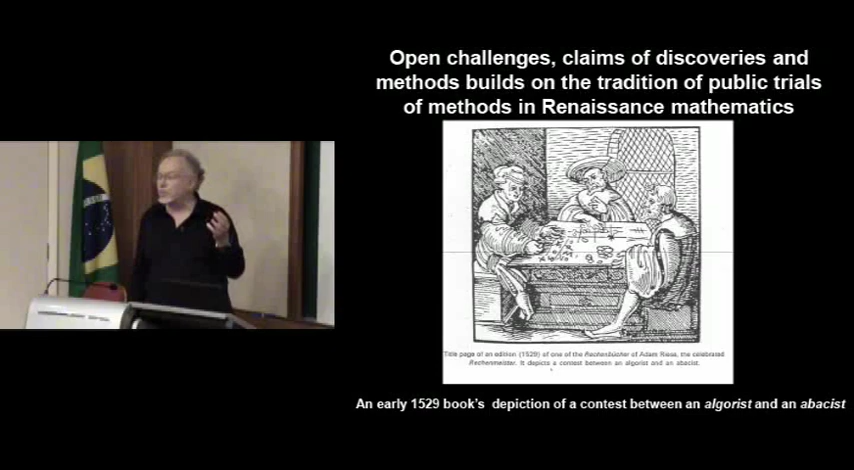 Open challenges, claims of discoveries and
methods builds on the tradition of public trials
of methods in Renaissance mathematics
Title page of an edition (1529) of one of the Rechenbücher of Adam Riese, the celebrated
Rechenmeister. It depicts a contest between an algorist and an abacist.
An early 1529 book's depiction of a contest between an algorist and an abacist